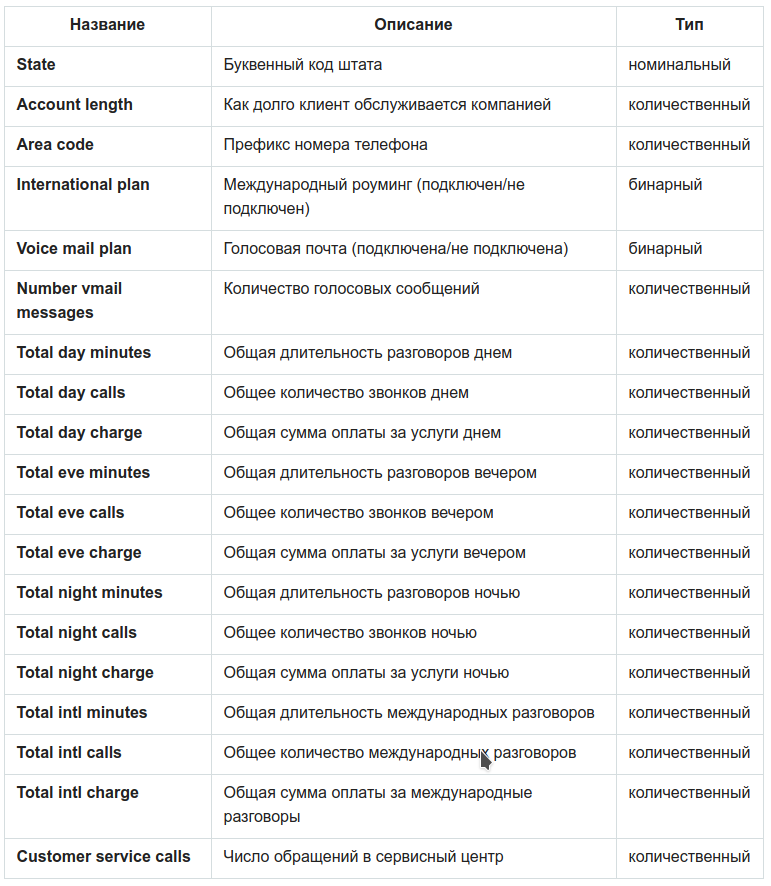 Название Описание Тип
State Буквенный код штата номинальный
Account length Как долго клиент обслуживается компанией количественный
Area code Префикс номера телефона количественный
International plan Международный роуминг (подключен/не бинарный
подключен)
Voice mail plan Голосовая почта (подключена/не подключена) бинарный
Number vmail Количество голосовых сообщений количественный
messages
Total day minutes Общая длительность разговоров днем количественный
Total day calls Общее количество звонков днем количественный
Total day charge Общая сумма оплаты за услуги днем количественный
Total eve minutes Общая длительность разговоров вечером количественный
Total eve calls Общее количество звонков вечером количественный
Total eve charge Общая сумма оплаты за услуги вечером количественный
Total night minutes Общая длительность разговоров ночью количественный
Total night calls Общее количество звонков ночью количественный
Total night charge Общая сумма оплаты за услуги ночью количественный
Total intl minutes Общая длительность международных разговоров количественный
Total intl calls Общее количество международных разговоров количественный
Total intl charge Общая сумма оплаты за международные количественный
разговоры
Customer service calls Число обращений в сервисный центр количественный